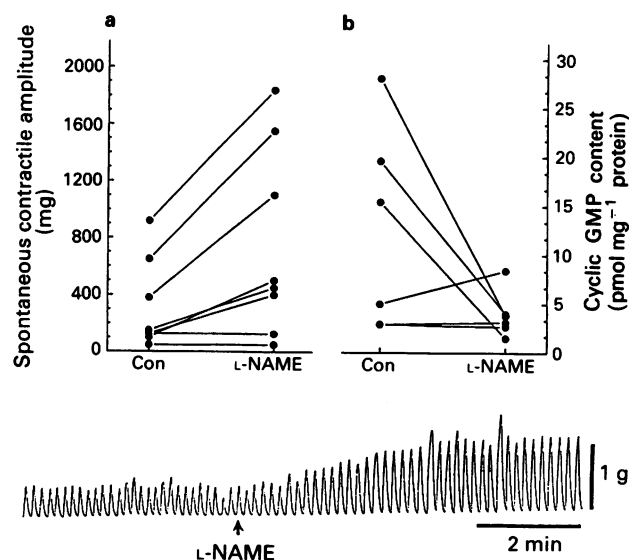 a
b
Spontaneous contractile amplitude
(mg)
2000
1600
1200
800
400
0
Con
L-NAME
30
25
20
15
10
5
0
Cyclic GMP content
(pmol mg⁻¹ protein)
Con
L-NAME
L-NAME
1 g
2 min